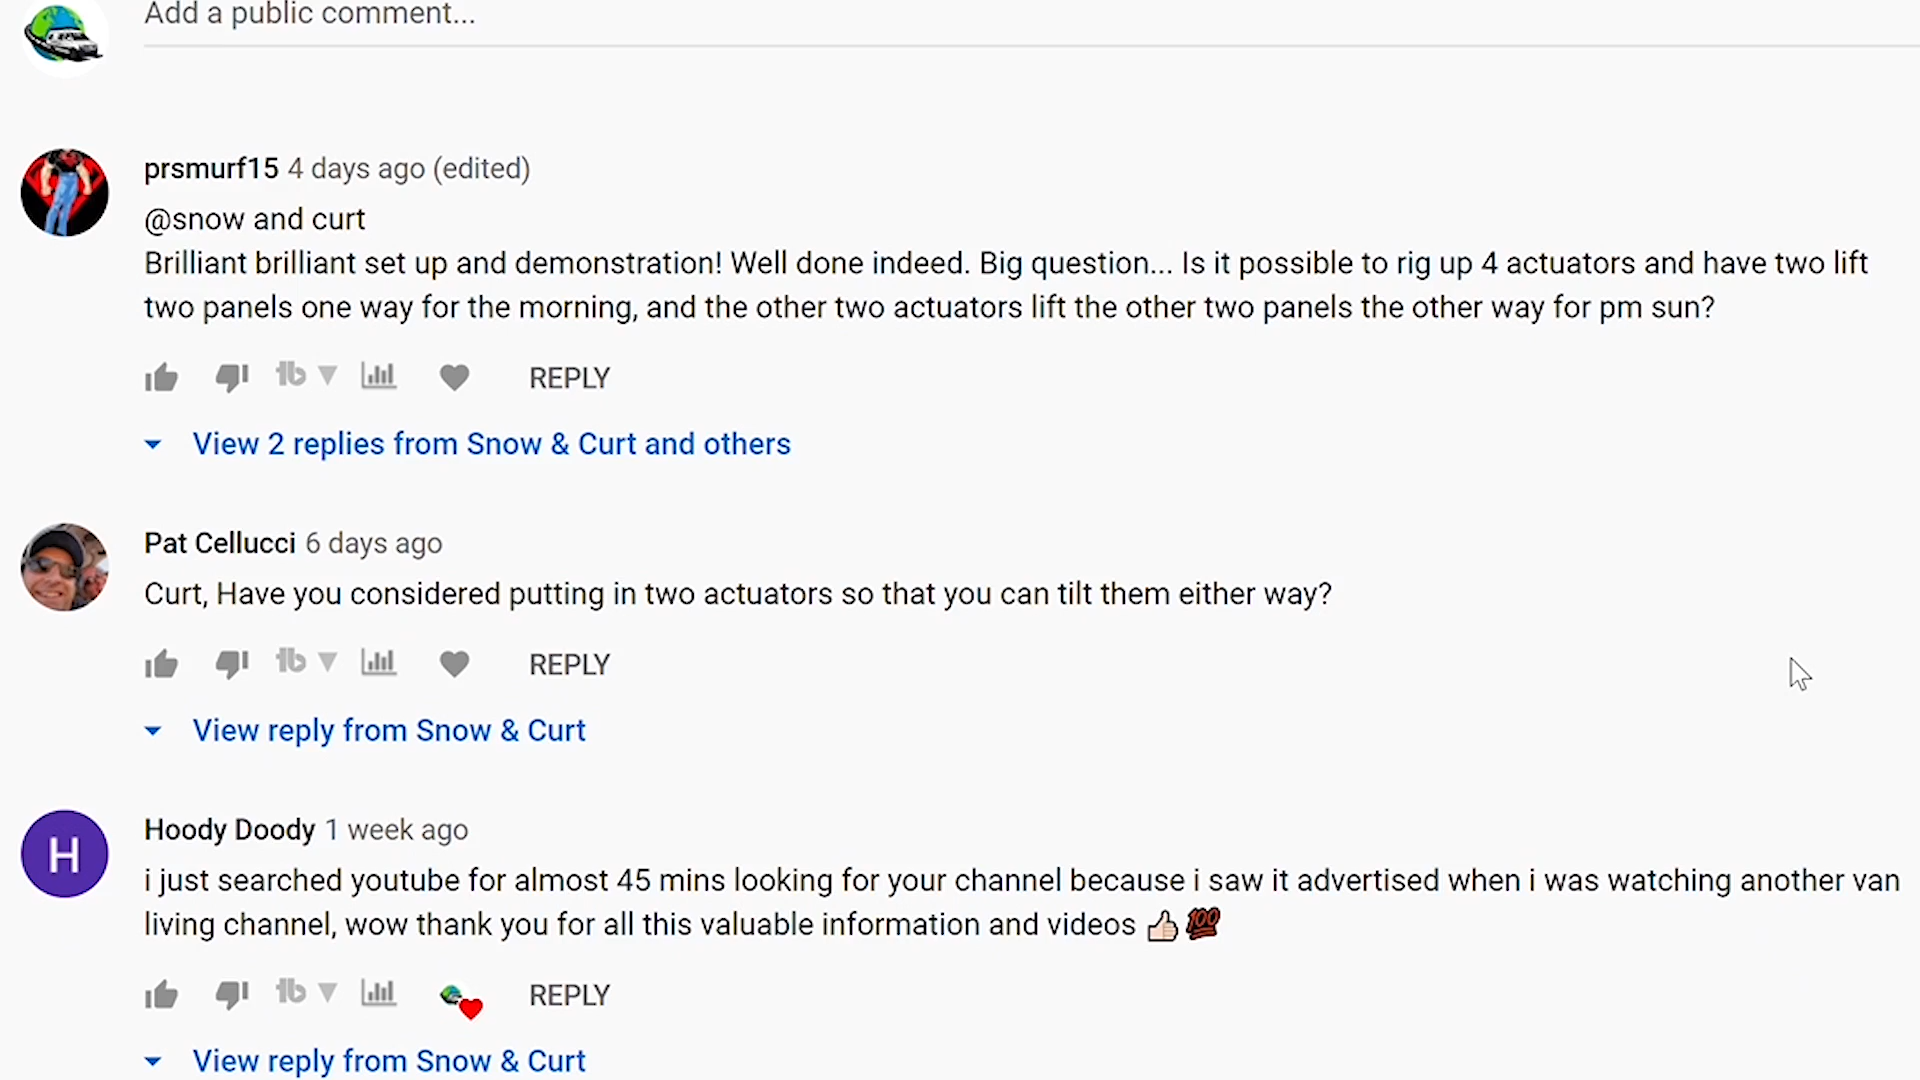 Add a public comment...
prsmurf15 4 days ago (edited)
@snow and curt
Brilliant brilliant set up and demonstration! Well done indeed. Big question... Is it possible to rig up 4 actuators and have two lift
two panels one way for the morning, and the other two actuators lift the other two panels the other way for pm sun?
REPLY
View 2 replies from Snow & Curt and others
Pat Cellucci 6 days ago
Curt, Have you considered putting in two actuators so that you can tilt them either way?
REPLY
View reply from Snow & Curt
H
Hoody Doody 1 week ago
i just searched youtube for almost 45 mins looking for your channel because i saw it advertised when i was watching another van
living channel, wow thank you for all this valuable information and videos 👍🏻💯
REPLY
View reply from Snow & Curt